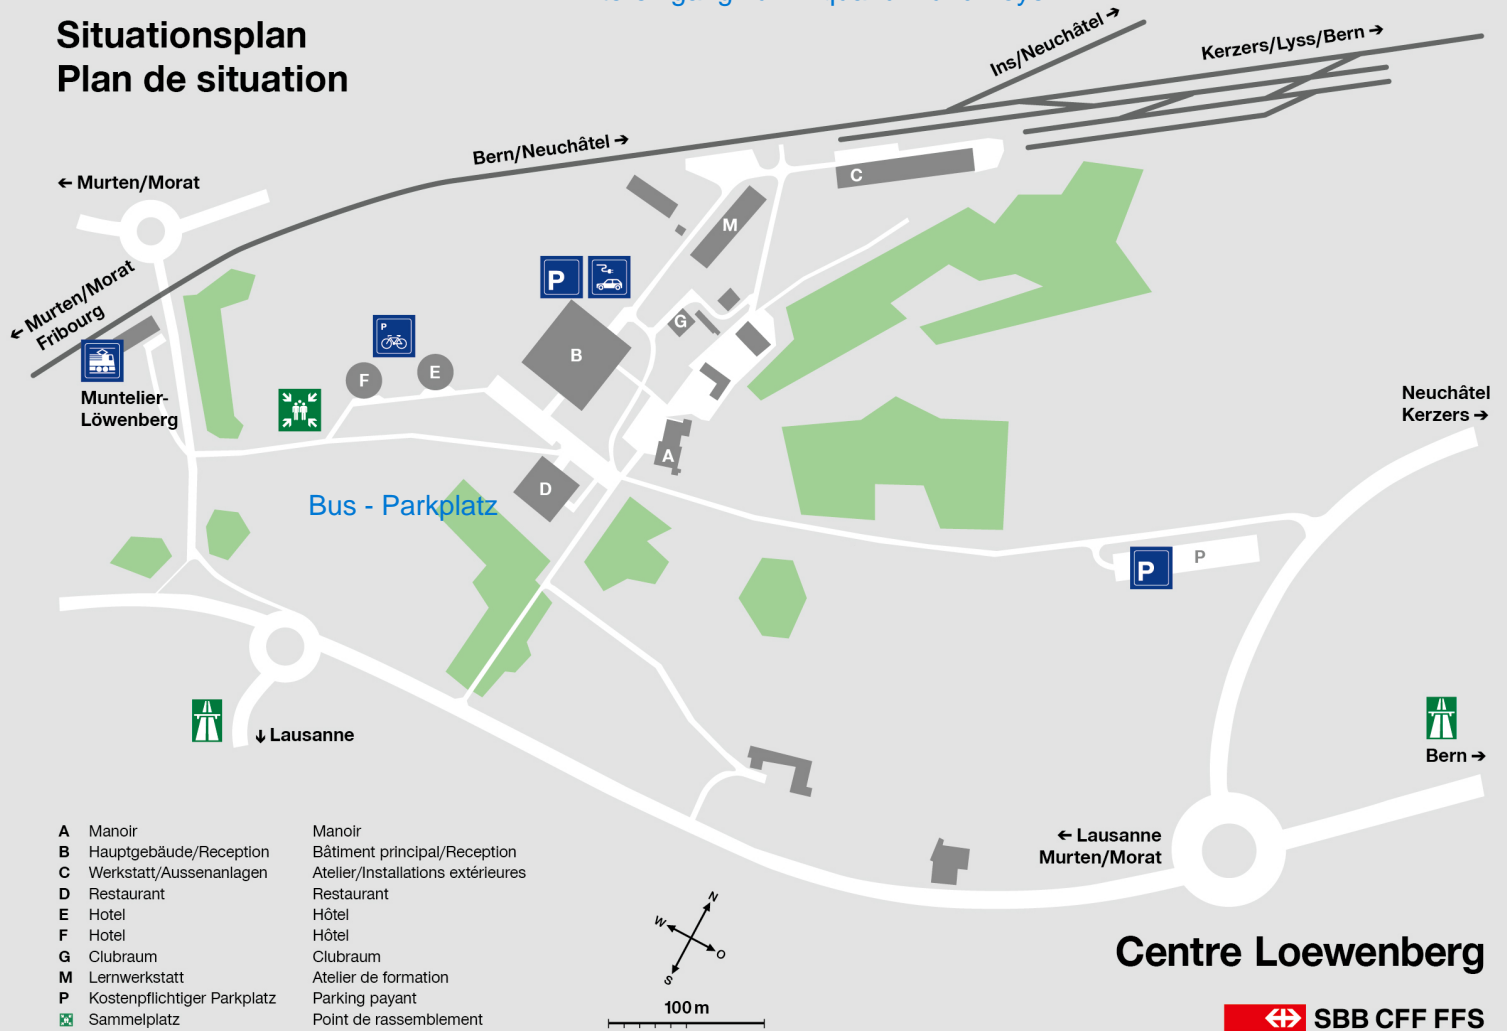 Situationsplan
Plan de situation
Ins/Neuchâtel →
Kerzers/Lyss/Bern →
Bern/Neuchâtel →
← Murten/Morat
← Murten/Morat
Fribourg
C
M
P
P
G
B
E
F
Muntelier-
Löwenberg
A
D
Bus - Parkplatz
Neuchâtel
Kerzers →
P
P
↓ Lausanne
Bern →
← Lausanne
Murten/Morat
A Manoir Manoir
B Hauptgebäude/Reception Bâtiment principal/Reception
C Werkstatt/Aussenanlagen Atelier/Installations extérieures
D Restaurant Restaurant
E Hotel Hôtel
F Hotel Hôtel
G Clubraum Clubraum
M Lernwerkstatt Atelier de formation
P Kostenpflichtiger Parkplatz Parking payant
Sammelplatz Point de rassemblement
N
W
O
S
100 m
Centre Loewenberg
SBB CFF FFS